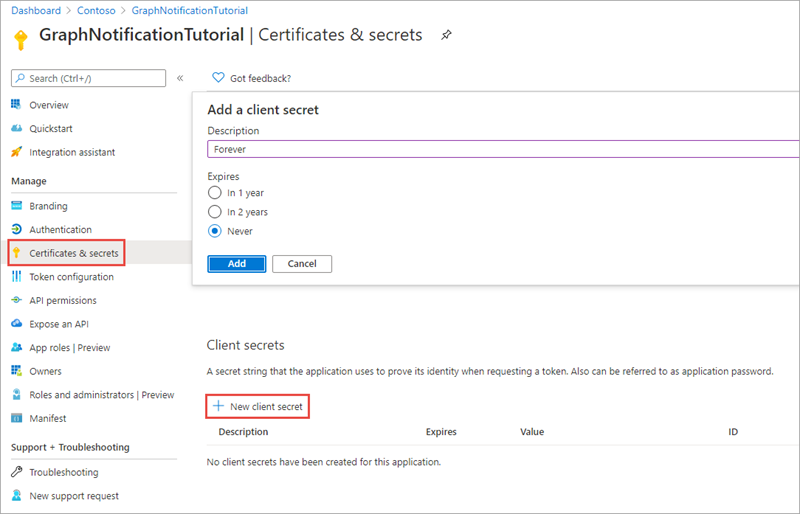 Dashboard > Contoso > GraphNotificationTutorial
GraphNotificationTutorial | Certificates & secrets
Search (Ctrl+/)
«
Overview
Quickstart
Integration assistant
Manage
Branding
Authentication
Certificates & secrets
Token configuration
API permissions
Expose an API
App roles | Preview
Owners
Roles and administrators | Preview
Manifest
Support + Troubleshooting
Troubleshooting
New support request
Got feedback?
Add a client secret
Description
Forever
Expires
In 1 year
In 2 years
Never
Add Cancel
Client secrets
A secret string that the application uses to prove its identity when requesting a token. Also can be referred to as application password.
+ New client secret
Description Expires Value ID
No client secrets have been created for this application.